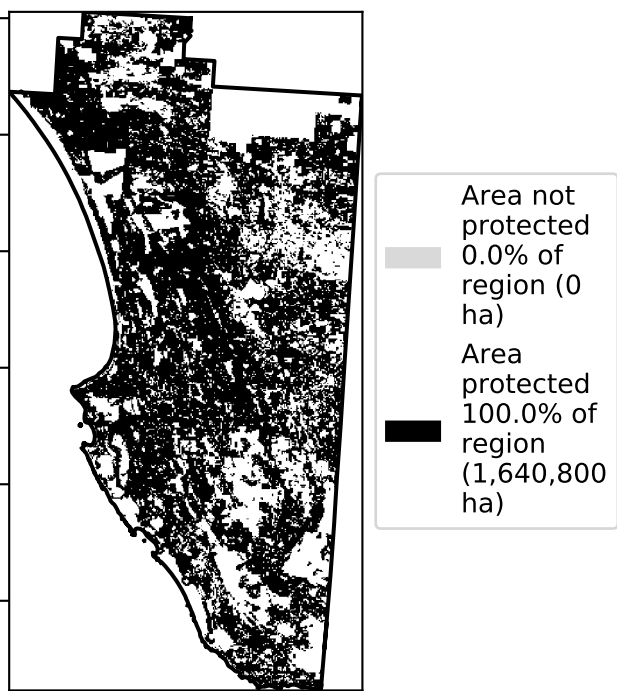 Area not
protected
0.0% of
region (0
ha)
Area
protected
100.0% of
region
(1,640,800
ha)